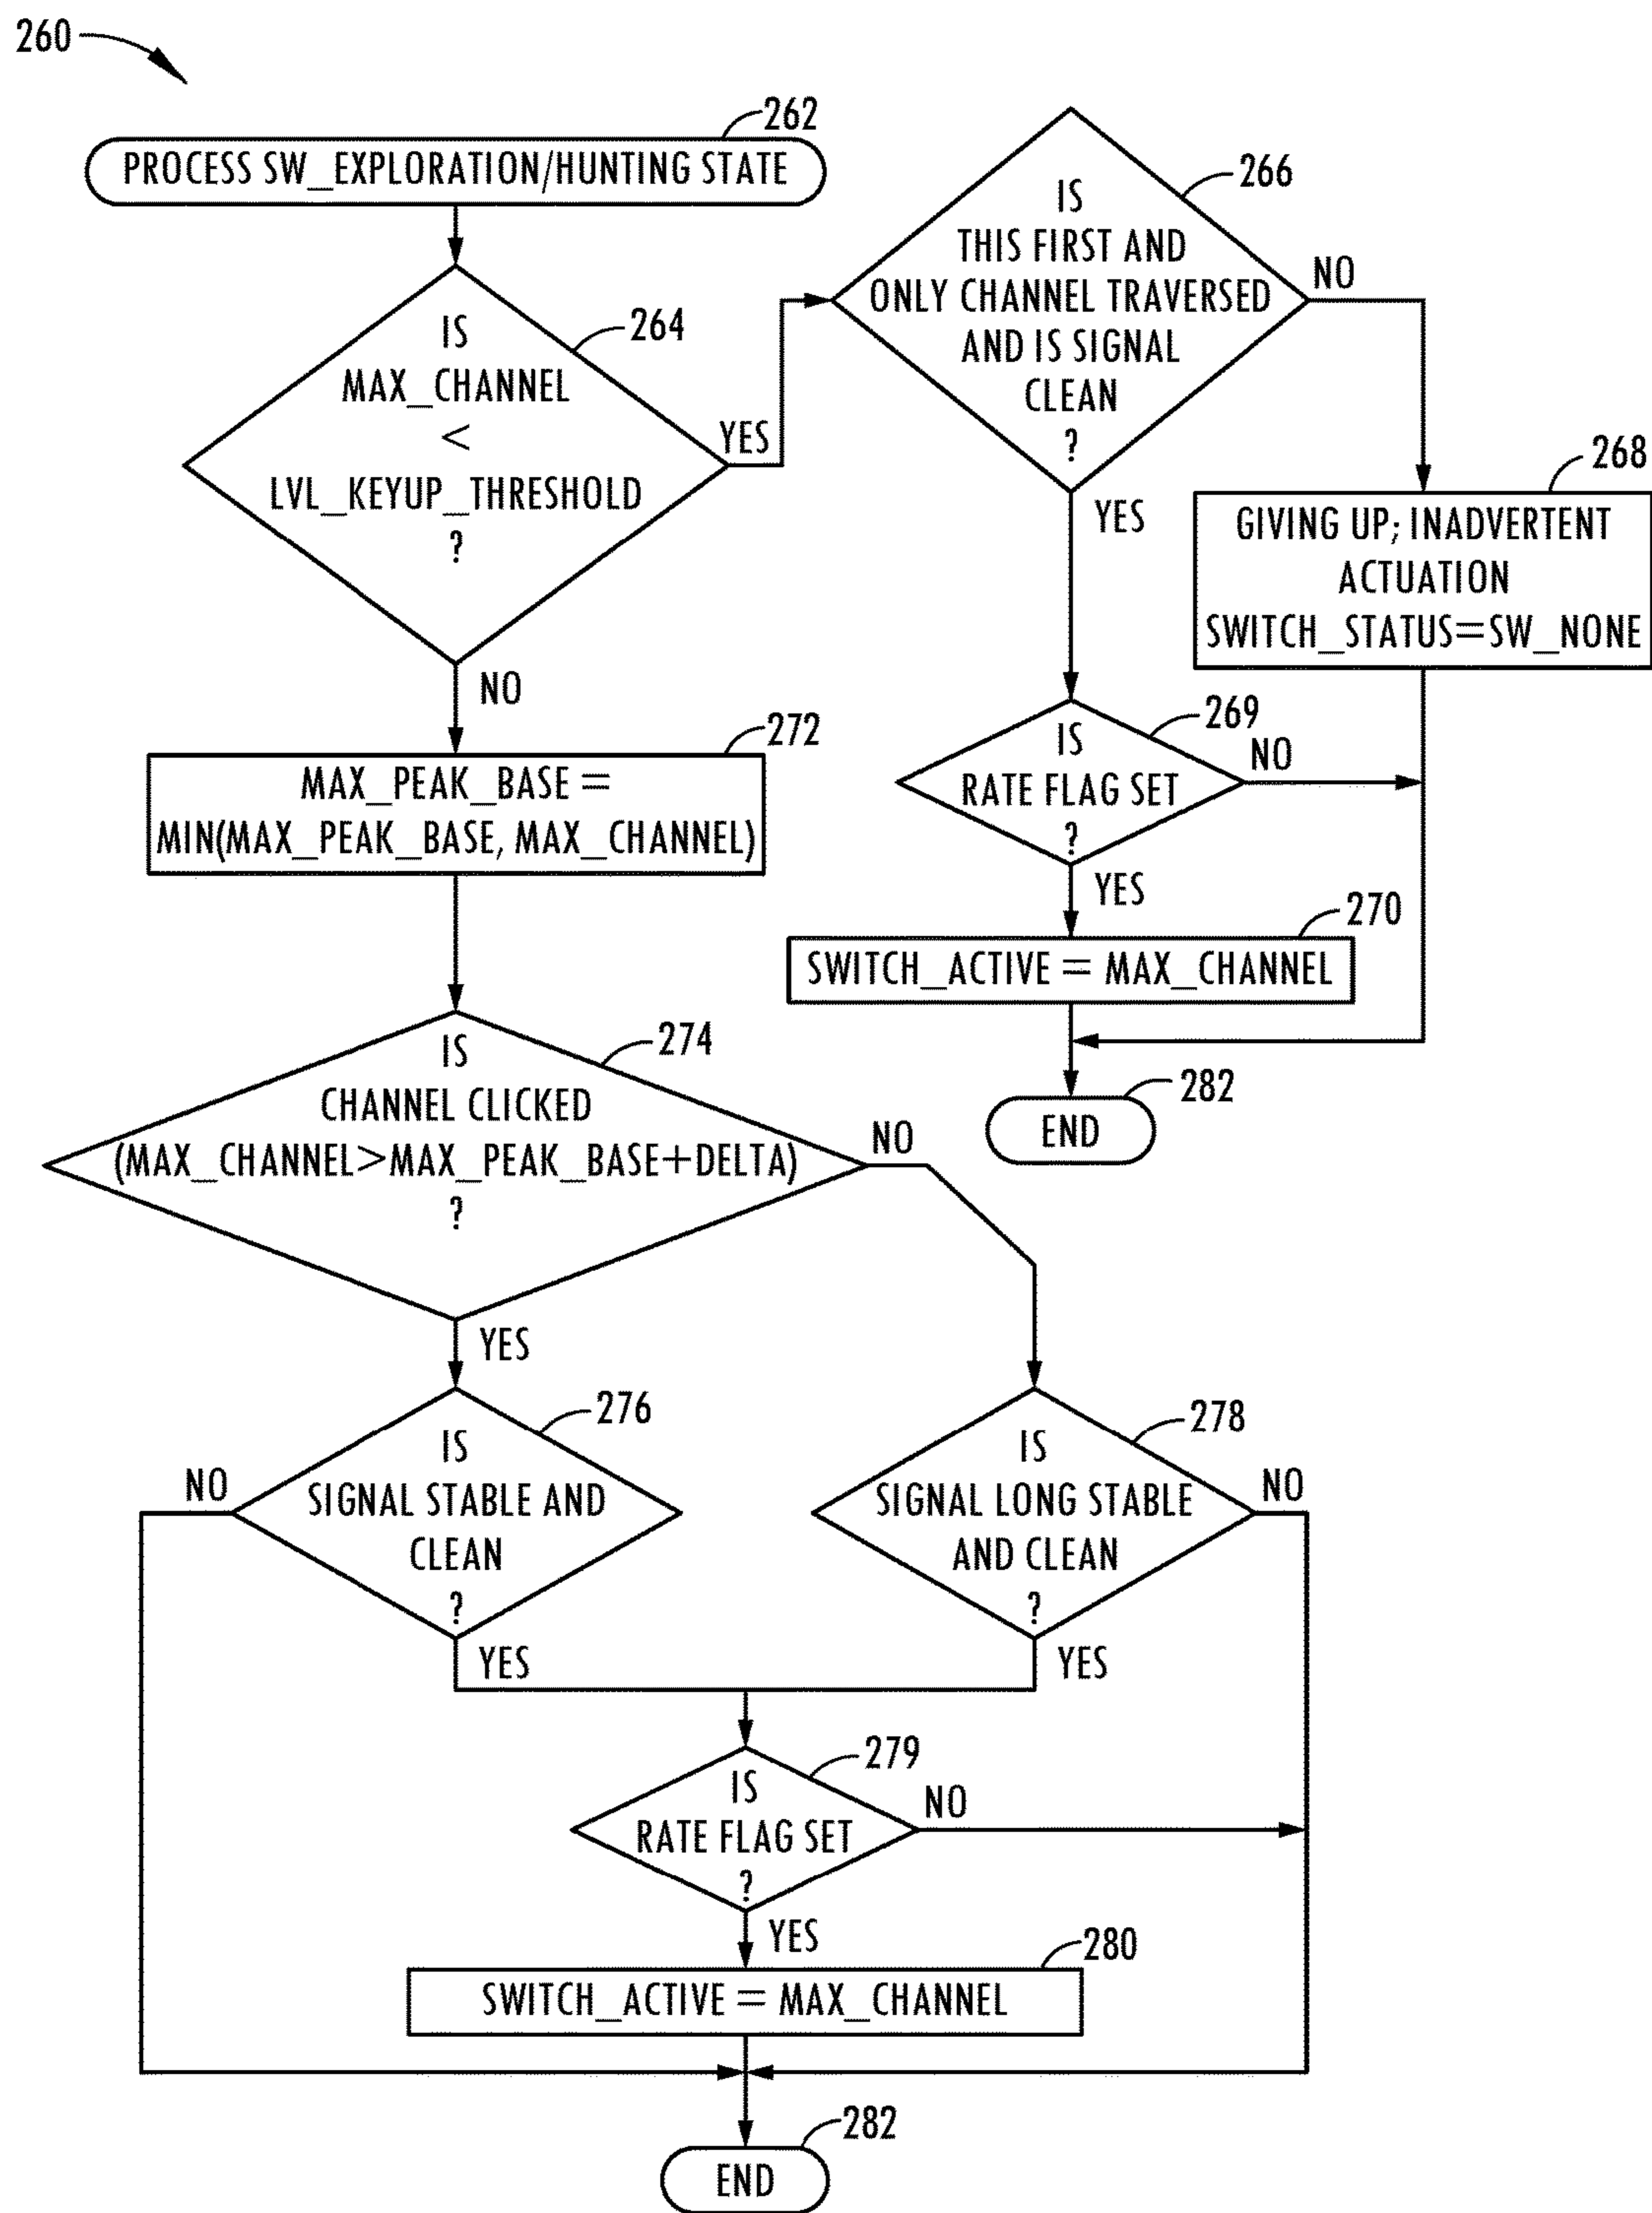 260
262
PROCESS SW_EXPLORATION/HUNTING STATE
264
IS
MAX_CHANNEL
<
LVL_KEYUP_THRESHOLD
?
YES
NO
266
IS
THIS FIRST AND
ONLY CHANNEL TRAVERSED
AND IS SIGNAL
CLEAN
?
NO
YES
268
GIVING UP; INADVERTENT
ACTUATION
SWITCH_STATUS=SW_NONE
269
IS
RATE FLAG SET
?
NO
YES
270
SWITCH_ACTIVE = MAX_CHANNEL
282
END
272
MAX_PEAK_BASE =
MIN(MAX_PEAK_BASE, MAX_CHANNEL)
274
IS
CHANNEL CLICKED
(MAX_CHANNEL>MAX_PEAK_BASE+DELTA)
?
NO
YES
276
IS
SIGNAL STABLE AND
CLEAN
?
NO
YES
278
IS
SIGNAL LONG STABLE
AND CLEAN
?
NO
YES
279
IS
RATE FLAG SET
?
NO
YES
280
SWITCH_ACTIVE = MAX_CHANNEL
282
END